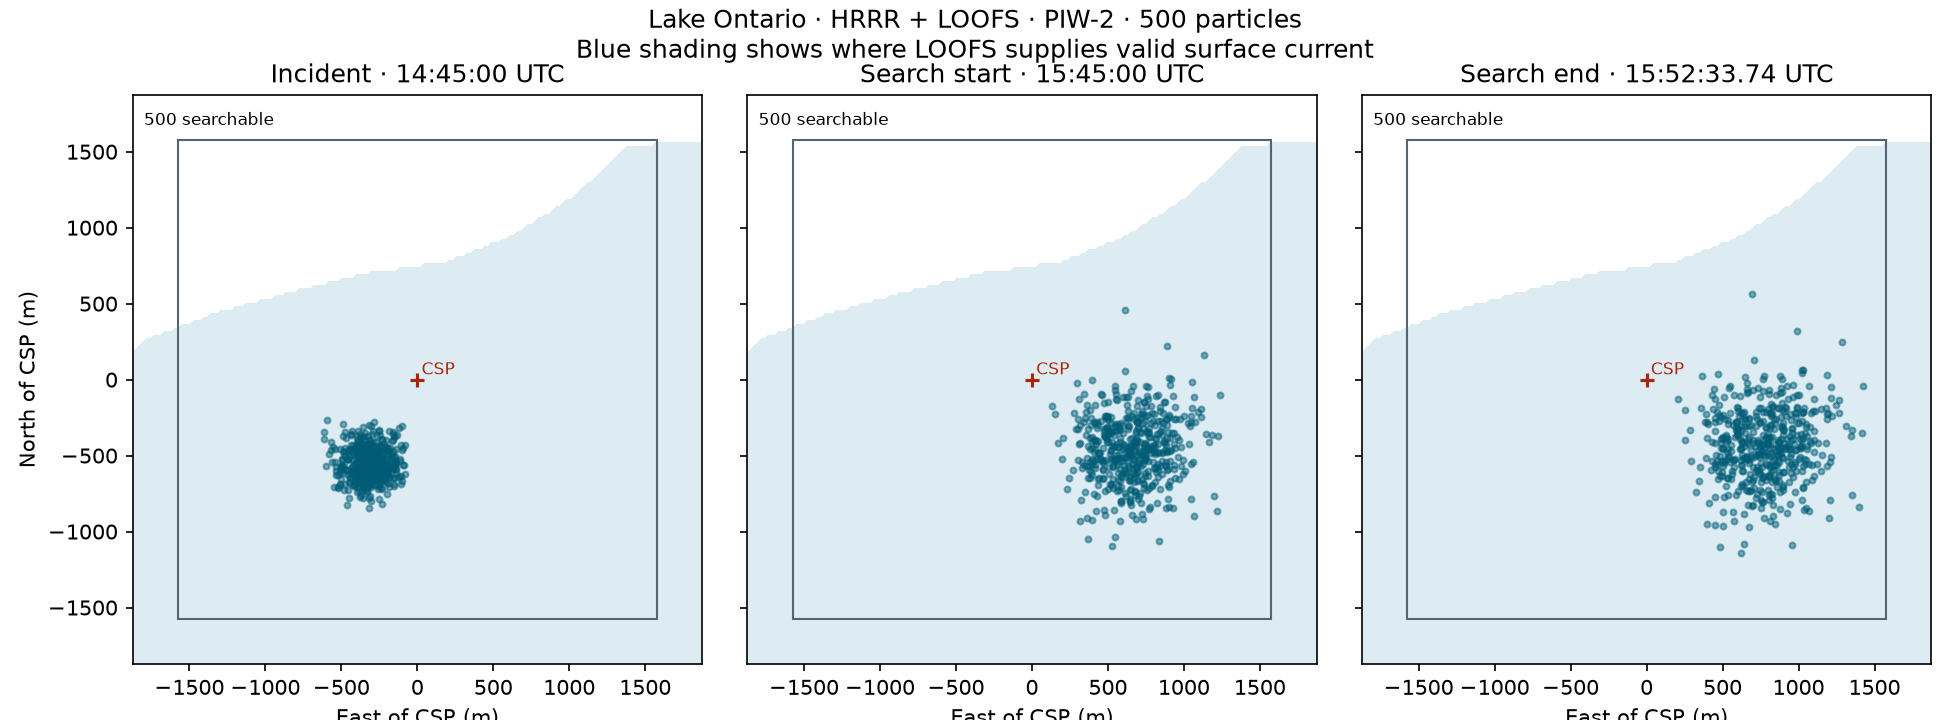 Lake Ontario · HRRR + LOOFS · PIW-2 · 500 particles
Blue shading shows where LOOFS supplies valid surface current
Incident · 14:45:00 UTC
Search start · 15:45:00 UTC
Search end · 15:52:33.74 UTC
500 searchable
500 searchable
500 searchable
1500
1000
500
0
−500
−1000
−1500
North of CSP (m)
CSP
CSP
CSP
−1500 −1000 −500 0 500 1000 1500
−1500 −1000 −500 0 500 1000 1500
−1500 −1000 −500 0 500 1000 1500
East of CSP (m)
East of CSP (m)
East of CSP (m)